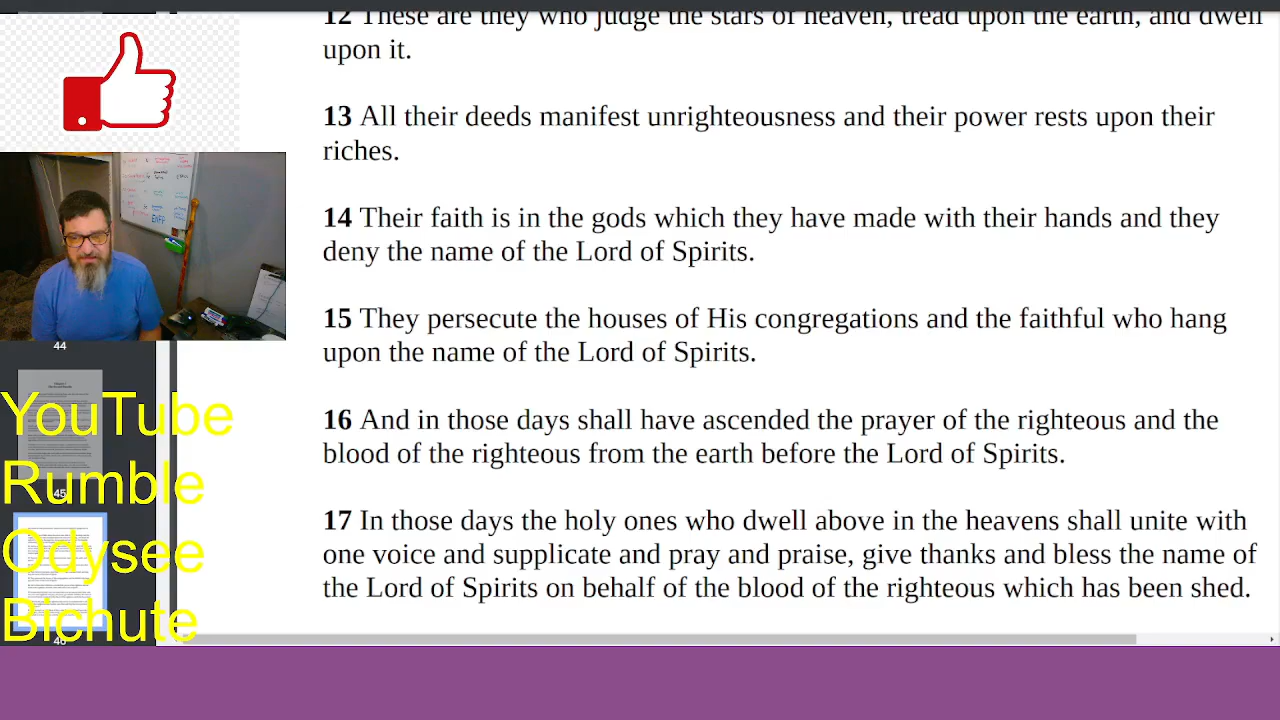 12 These are they who judge the stars of heaven, tread upon the earth, and dwell
upon it.
13 All their deeds manifest unrighteousness and their power rests upon their
riches.
14 Their faith is in the gods which they have made with their hands and they
deny the name of the Lord of Spirits.
15 They persecute the houses of His congregations and the faithful who hang
upon the name of the Lord of Spirits.
16 And in those days shall have ascended the prayer of the righteous and the
blood of the righteous from the earth before the Lord of Spirits.
17 In those days the holy ones who dwell above in the heavens shall unite with
one voice and supplicate and pray and praise, give thanks and bless the name of
the Lord of Spirits on behalf of the blood of the righteous which has been shed.
44
YouTube
45
Rumble
Odysee
Bichute
46